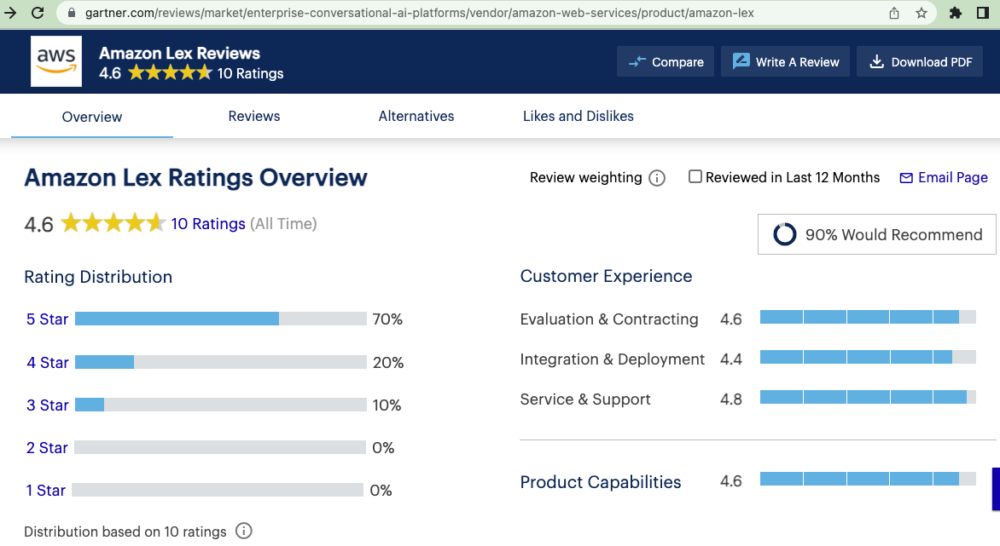 gartner.com/reviews/market/enterprise-conversational-ai-platforms/vendor/amazon-web-services/product/amazon-lex
aws
Amazon Lex Reviews
4.6 10 Ratings
Compare
Write A Review
Download PDF
Overview
Reviews
Alternatives
Likes and Dislikes
Amazon Lex Ratings Overview
Review weighting
Reviewed in Last 12 Months
Email Page
4.6 10 Ratings (All Time)
90% Would Recommend
Rating Distribution
5 Star 70%
4 Star 20%
3 Star 10%
2 Star 0%
1 Star 0%
Distribution based on 10 ratings
Customer Experience
Evaluation & Contracting 4.6
Integration & Deployment 4.4
Service & Support 4.8
Product Capabilities 4.6